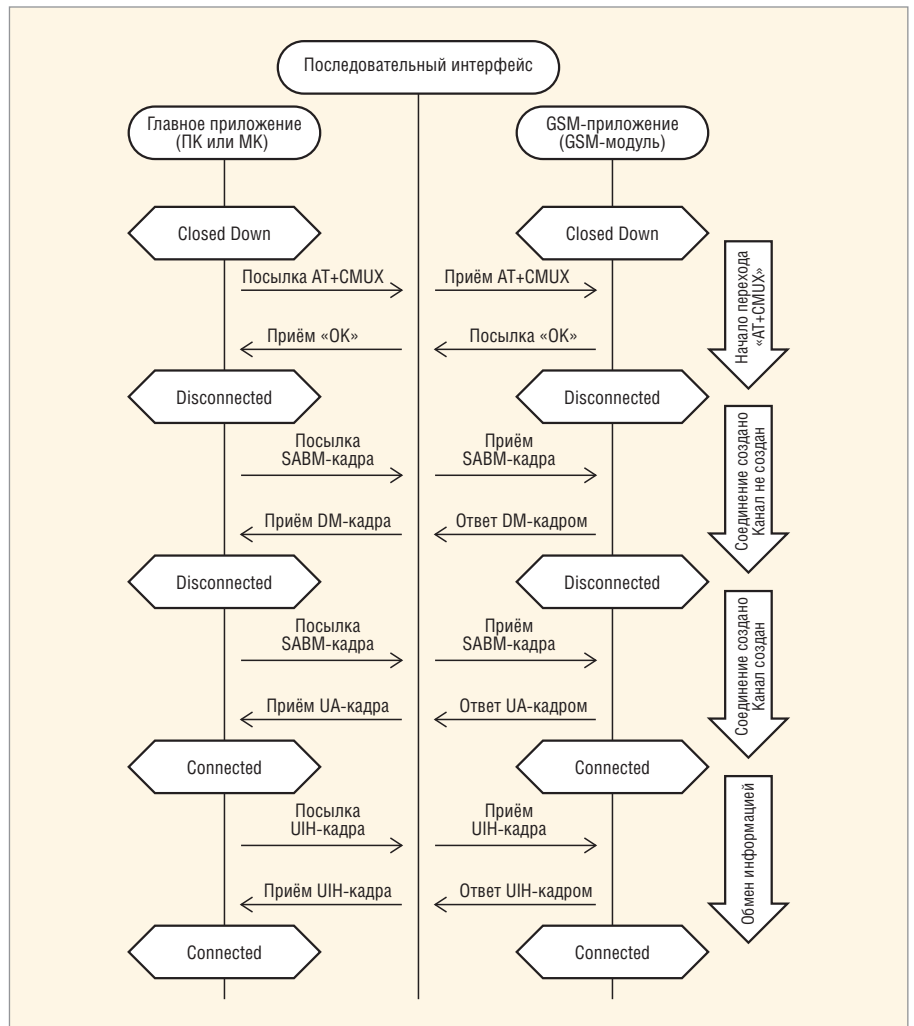 Последовательный интерфейс
Главное приложение
(ПК или МК)
GSM-приложение
(GSM-модуль)
Closed Down
Closed Down
Посылка AT+CMUX
Приём AT+CMUX
Приём «OK»
Посылка «OK»
Начало перехода
«AT+CMUX»
Disconnected
Disconnected
Посылка
SABM-кадра
Приём
SABM-кадра
Приём DM-кадра
Ответ DM-кадром
Соединение создано
Канал не создан
Disconnected
Disconnected
Посылка
SABM-кадра
Приём
SABM-кадра
Приём UA-кадра
Ответ UA-кадром
Соединение создано
Канал создан
Connected
Connected
Посылка
UIH-кадра
Приём
UIH-кадра
Приём UIH-кадра
Ответ UIH-кадром
Обмен информацией
Connected
Connected